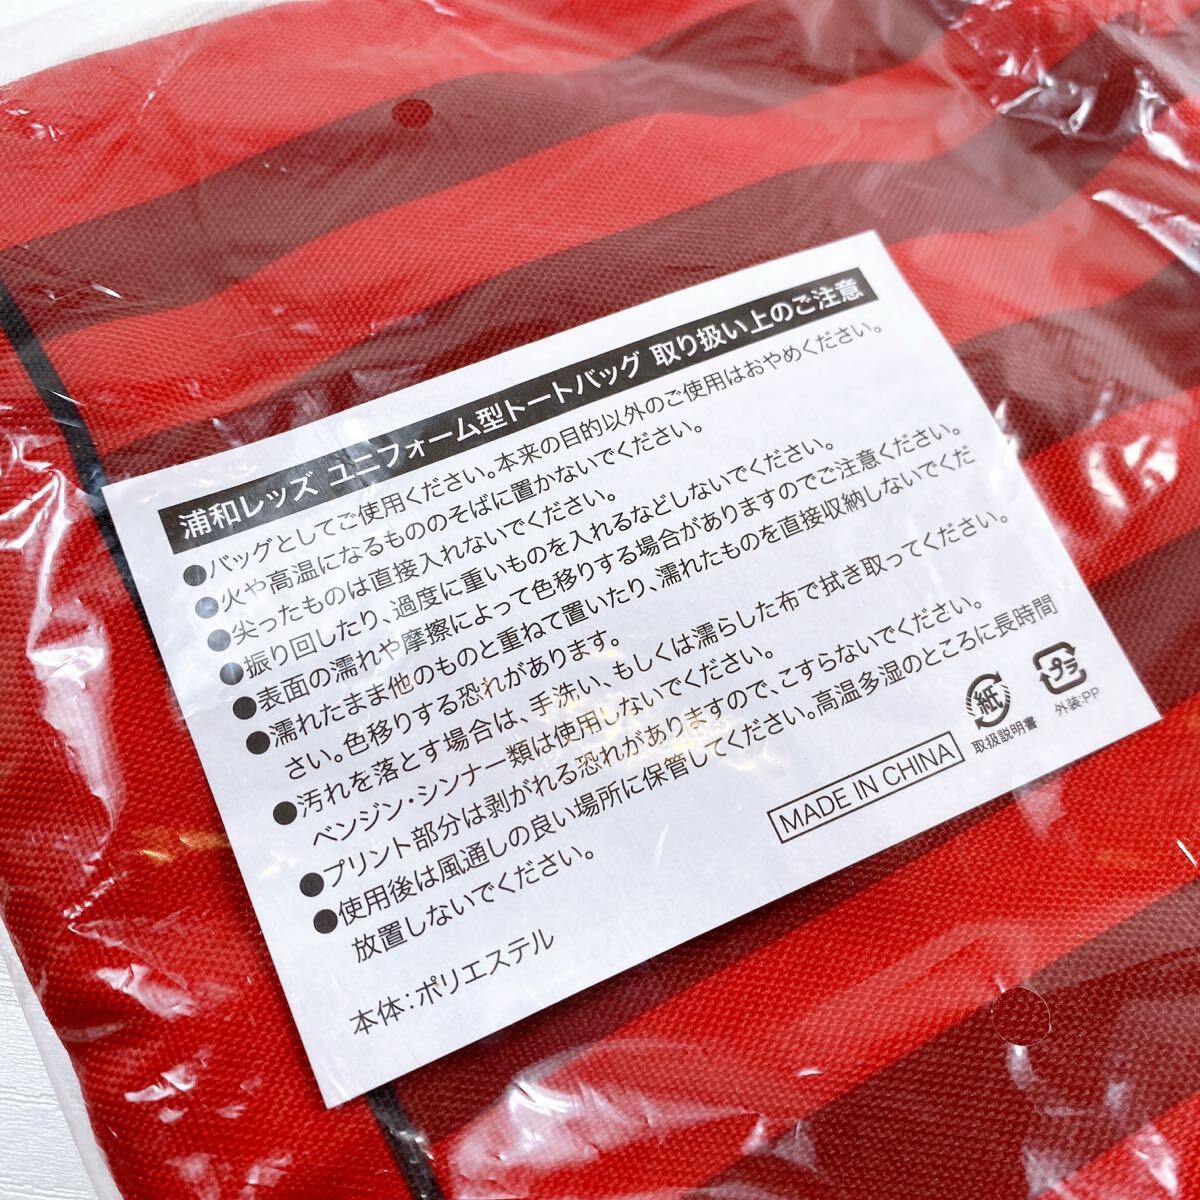 浦和レッズ ユニフォーム型トートバッグ 取り扱い上のご注意
●バッグとしてご使用ください。本来の目的以外のご使用はおやめください。
●火や高温になるもののそばに置かないでください。
●尖ったものは直接入れないでください。
●振り回したり、過度に重いものを入れるなどしないでください。
●表面の濡れや摩擦によって色移りする場合がありますのでご注意ください。
●濡れたまま他のものと重ねて置いたり、濡れたものを直接収納しないでくだ
さい。色移りする恐れがあります。
●汚れを落とす場合は、手洗い、もしくは濡らした布で拭き取ってください。
ベンジン・シンナー類は使用しないでください。
●プリント部分は剥がれる恐れがありますので、こすらないでください。
●使用後は風通しの良い場所に保管してください。高温多湿のところに長時間
放置しないでください。
本体：ポリエステル
MADE IN CHINA
紙
取扱説明書
プラ
外装:PP